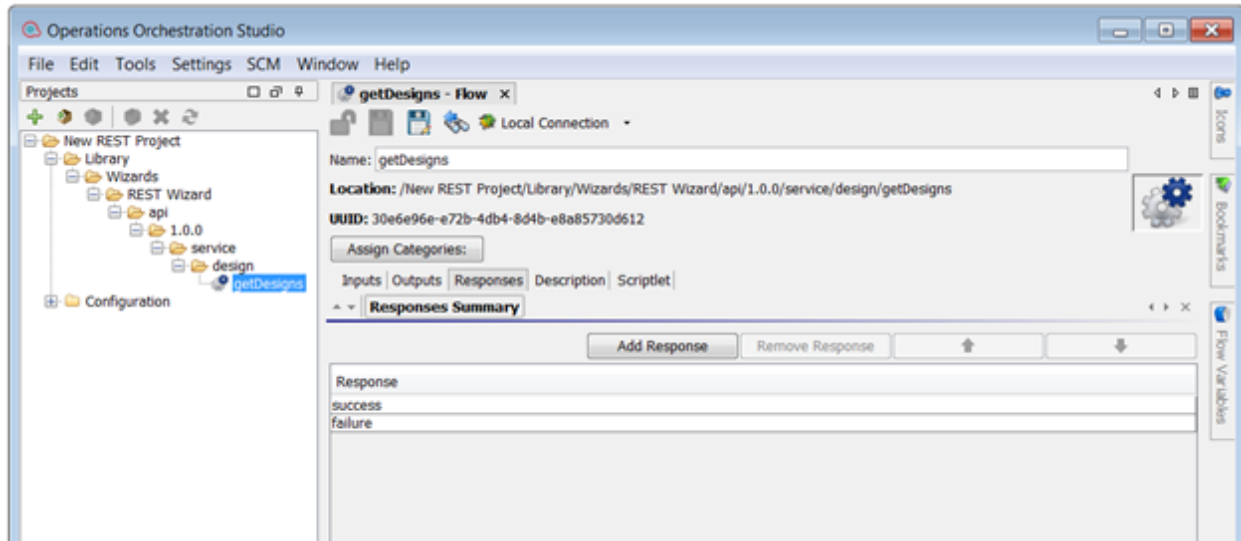 Operations Orchestration Studio
File Edit Tools Settings SCM Window Help
Projects
getDesigns - Flow
Local Connection
New REST Project
Library
Wizards
REST Wizard
api
1.0.0
service
design
getDesigns
Configuration
Name: getDesigns
Location: /New REST Project/Library/Wizards/REST Wizard/api/1.0.0/service/design/getDesigns
UUID: 30e6e96e-e72b-4db4-8d4b-e8a85730d612
Assign Categories:
Inputs Outputs Responses Description Scriptlet
Responses Summary
Add Response Remove Response
Response
success
failure
Icons
Bookmarks
Flow Variables